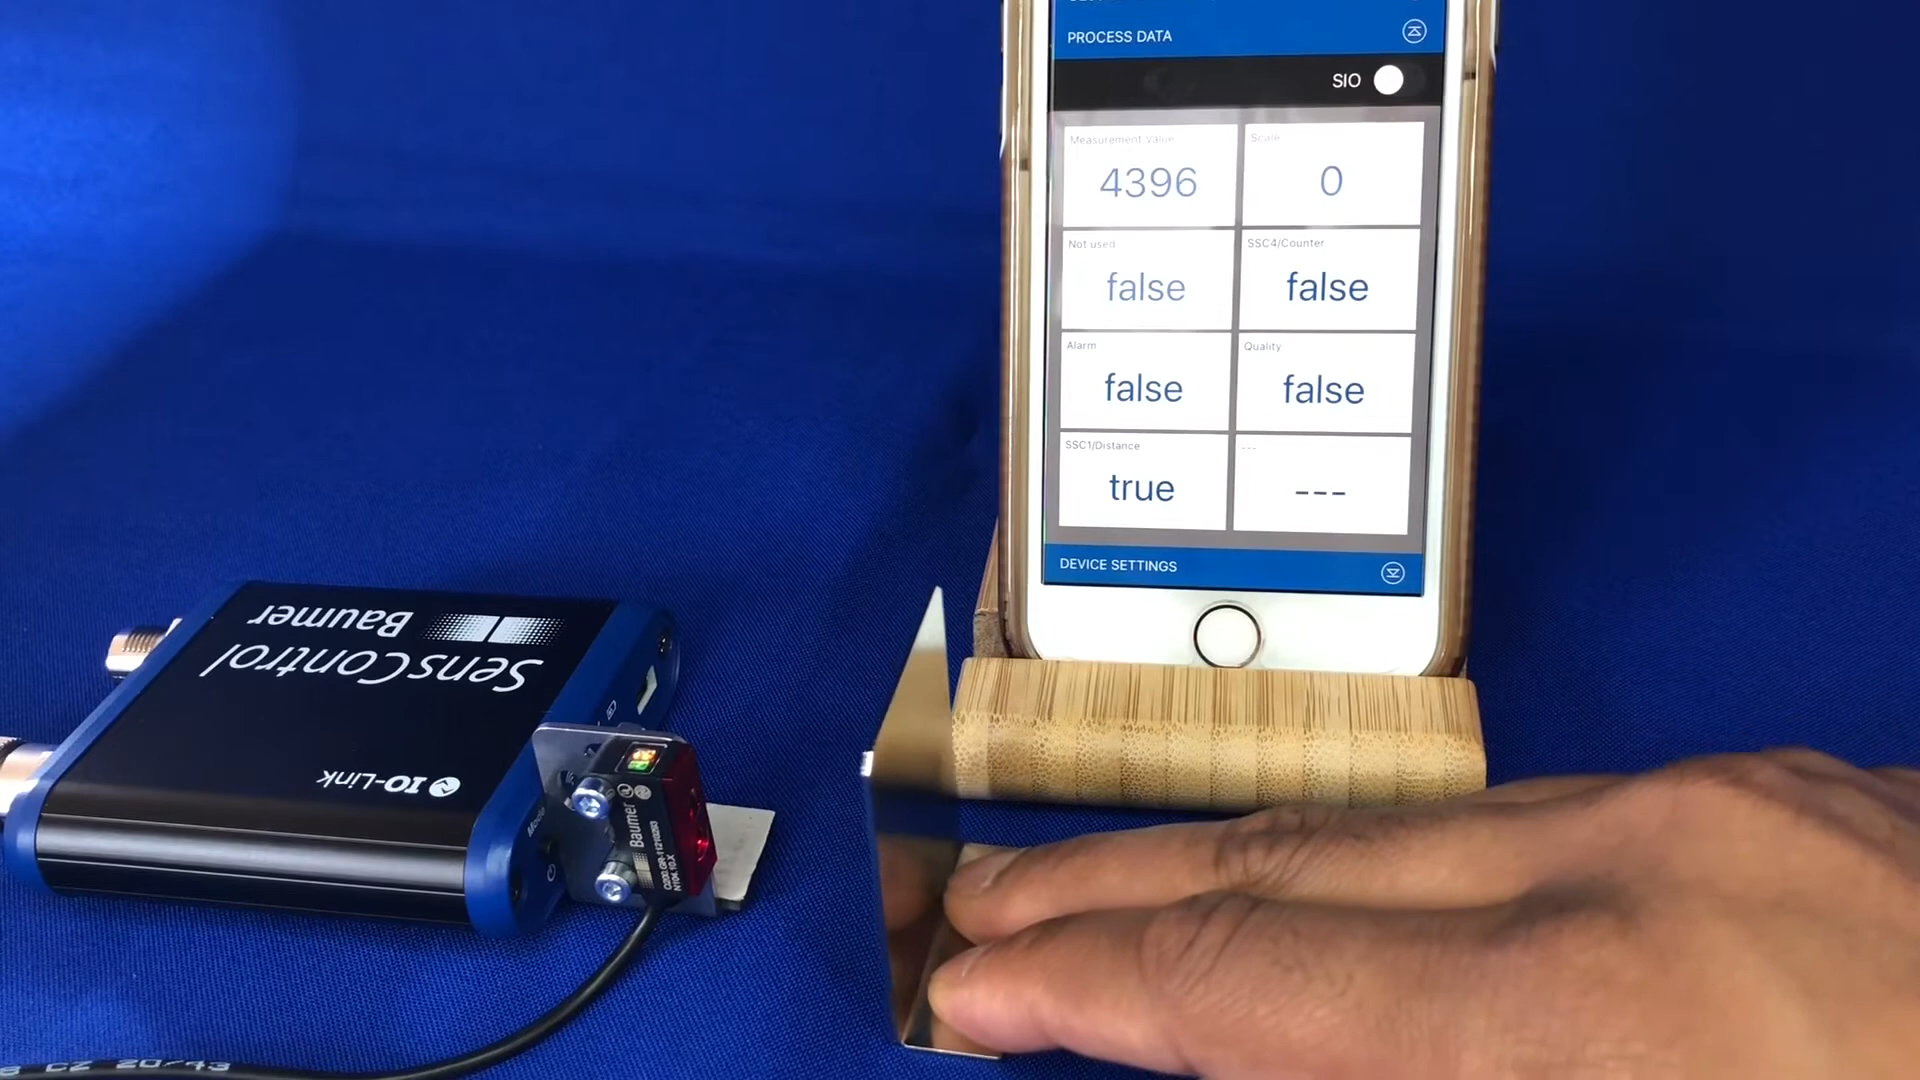 PROCESS DATA
SIO
Measurement Value
Scale
4396
0
Not used
SSC4/Counter
false
false
Alarm
Quality
false
false
SSC1/Distance
---
true
---
DEVICE SETTINGS
Baumer
SensControl
IO-Link
Mode
Baumer